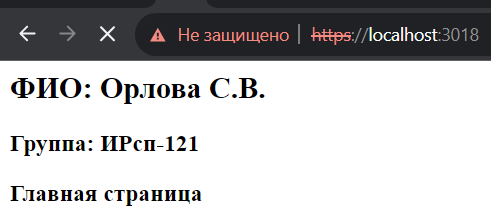 Не защищено https://localhost:3018
ФИО: Орлова С.В.
Группа: ИРсп-121
Главная страница